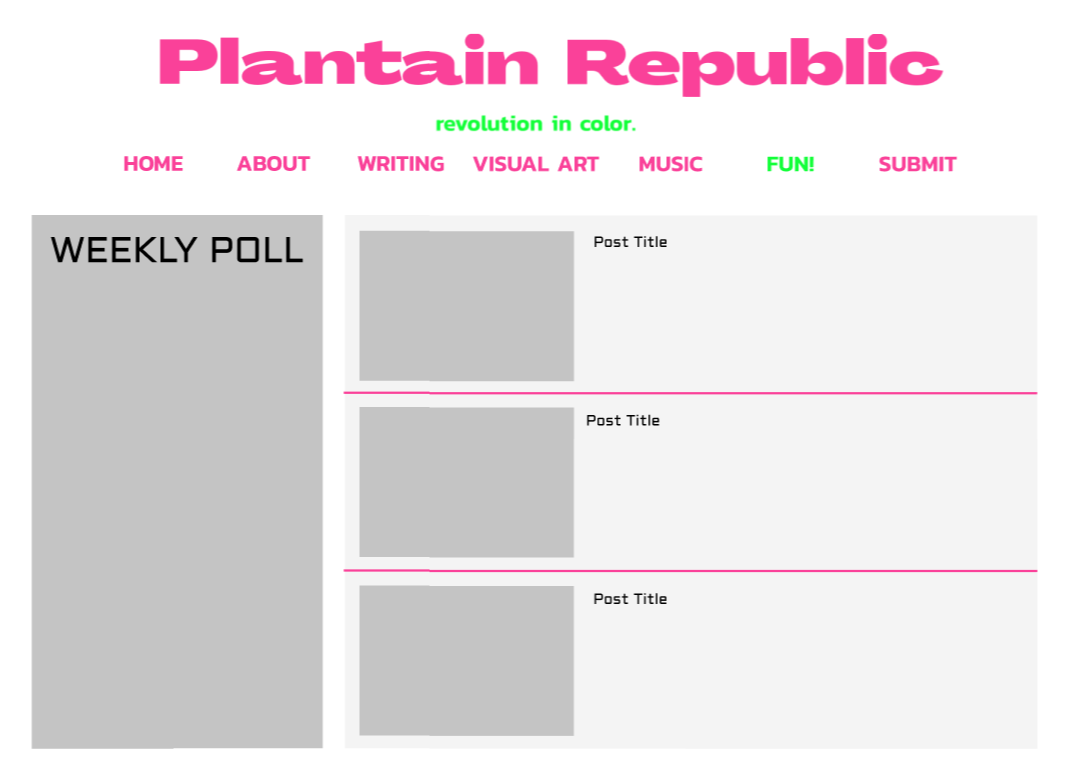 Plantain Republic
revolution in color.
HOME ABOUT WRITING VISUAL ART MUSIC FUN! SUBMIT
WEEKLY POLL
Post Title
Post Title
Post Title